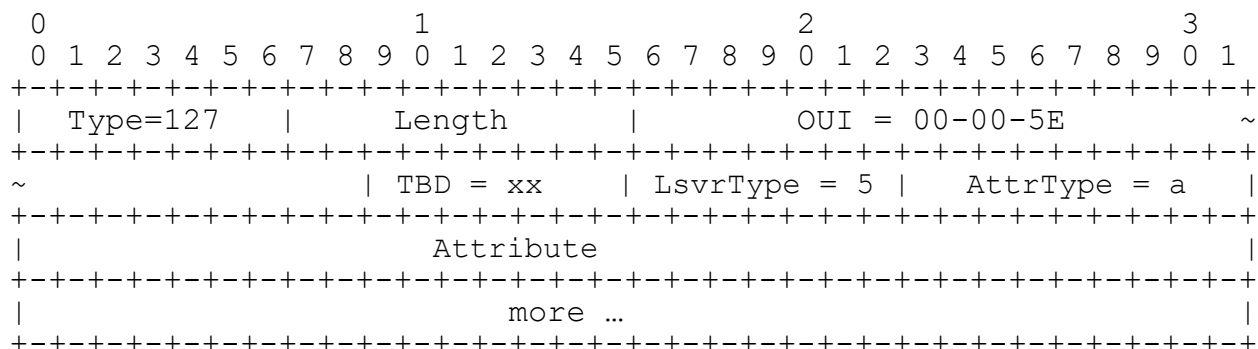 0                   1                   2                   3
 0 1 2 3 4 5 6 7 8 9 0 1 2 3 4 5 6 7 8 9 0 1 2 3 4 5 6 7 8 9 0 1
+-+-+-+-+-+-+-+-+-+-+-+-+-+-+-+-+-+-+-+-+-+-+-+-+-+-+-+-+-+-+-+-+
|  Type=127   |     Length      |        OUI = 00-00-5E         ~
+-+-+-+-+-+-+-+-+-+-+-+-+-+-+-+-+-+-+-+-+-+-+-+-+-+-+-+-+-+-+-+-+
~                 | TBD = xx    | LsvrType = 5 |  AttrType = a  |
+-+-+-+-+-+-+-+-+-+-+-+-+-+-+-+-+-+-+-+-+-+-+-+-+-+-+-+-+-+-+-+-+
|                     Attribute                                 |
+-+-+-+-+-+-+-+-+-+-+-+-+-+-+-+-+-+-+-+-+-+-+-+-+-+-+-+-+-+-+-+-+
|                         more …                                |
+-+-+-+-+-+-+-+-+-+-+-+-+-+-+-+-+-+-+-+-+-+-+-+-+-+-+-+-+-+-+-+-+